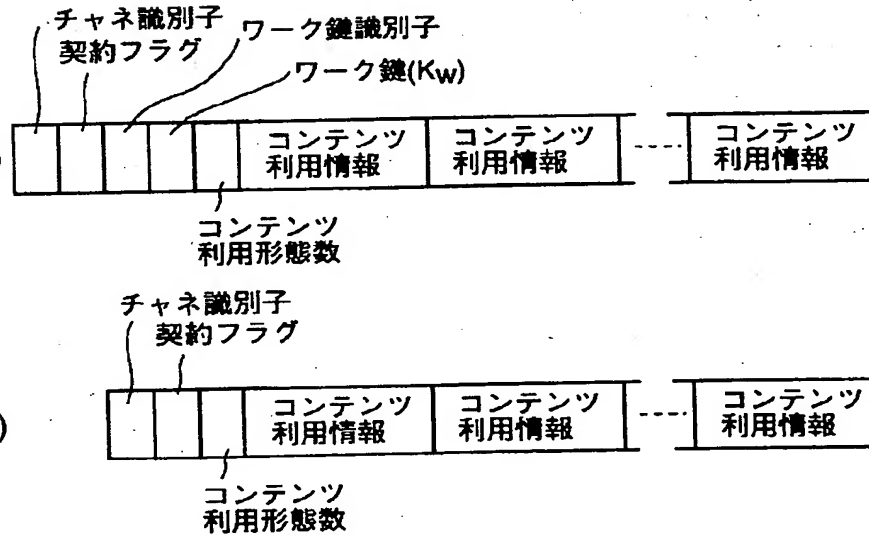 チャネ識別子
契約フラグ
ワーク鍵識別子
ワーク鍵(Kw)
コンテンツ
利用情報
コンテンツ
利用情報
コンテンツ
利用情報
コンテンツ
利用形態数
チャネ識別子
契約フラグ
)
コンテンツ
利用情報
コンテンツ
利用情報
コンテンツ
利用情報
コンテンツ
利用形態数